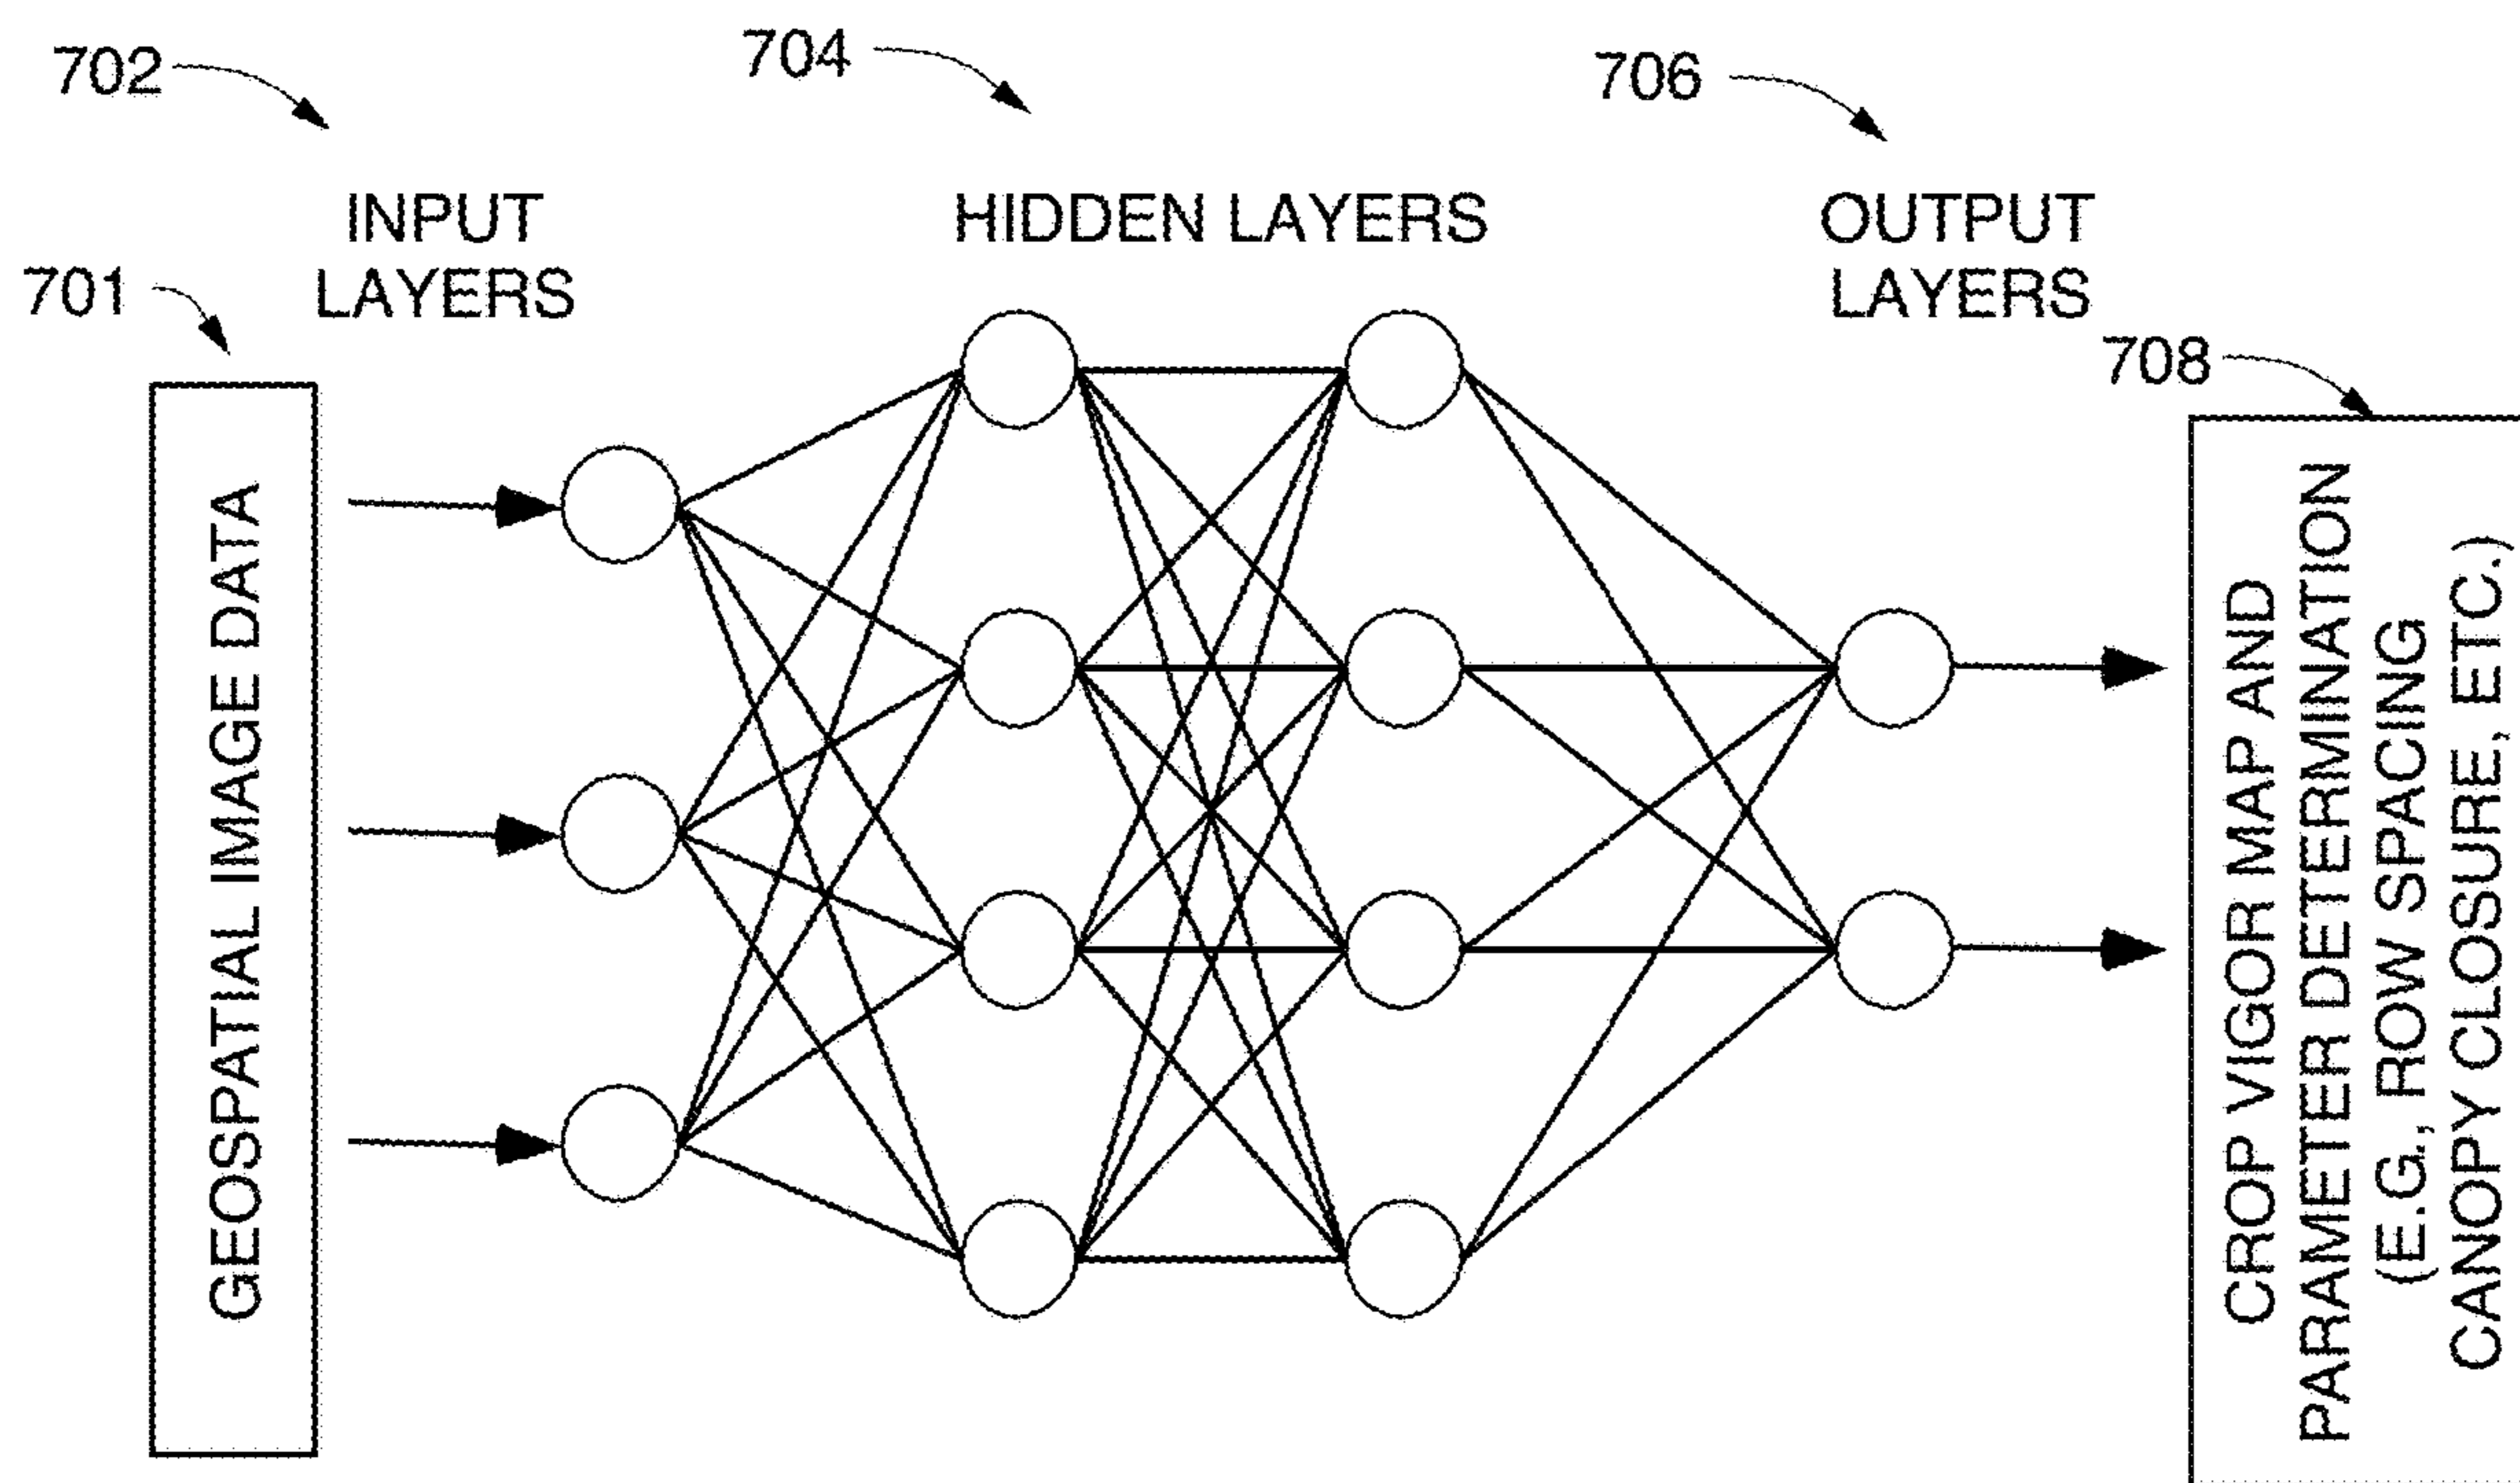 702
704
706
INPUT
LAYERS
HIDDEN LAYERS
OUTPUT
LAYERS
701
708
GEOSPATIAL IMAGE DATA
CROP VIGOR MAP AND
PARAMETER DETERMINATION
(E.G., ROW SPACING
CANOPY CLOSURE, ETC.)